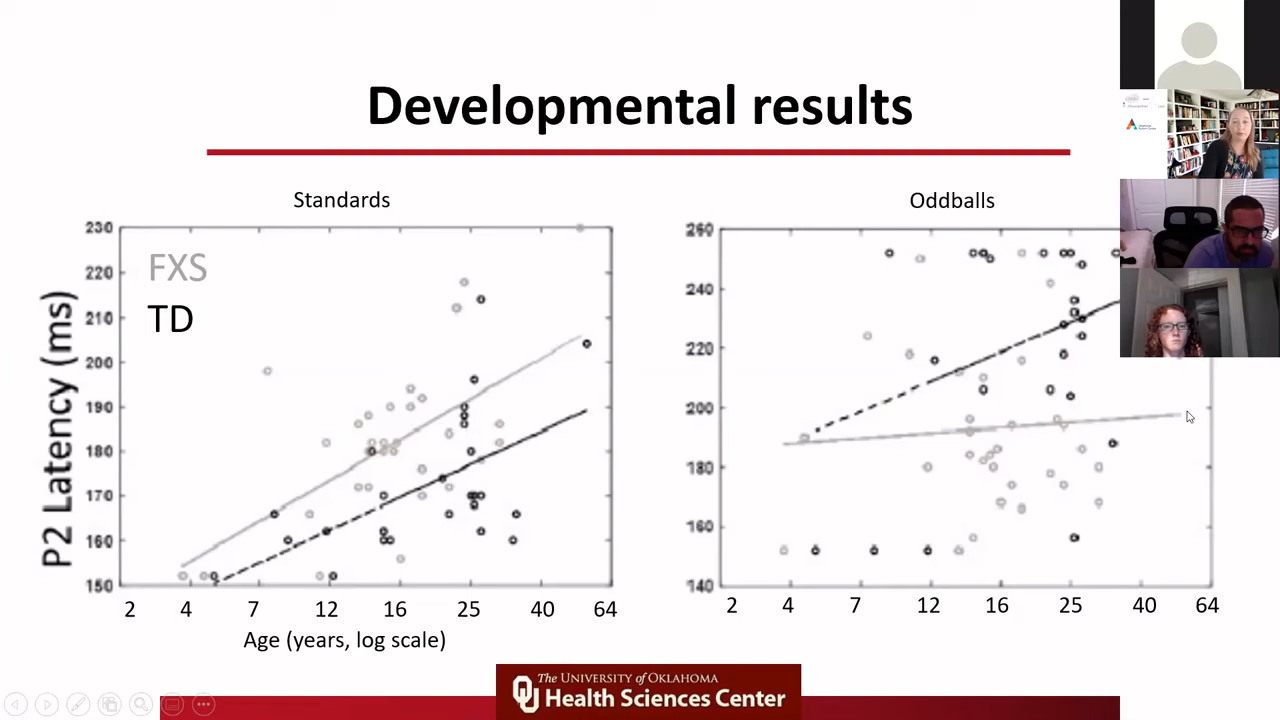 Developmental results
Standards
Oddballs
FXS
TD
P2 Latency (ms)
230
220
210
200
190
180
170
160
150
2 4 7 12 16 25 40 64
Age (years, log scale)
260
240
220
200
180
160
140
2 4 7 12 16 25 40 64
The UNIVERSITY of OKLAHOMA
Health Sciences Center